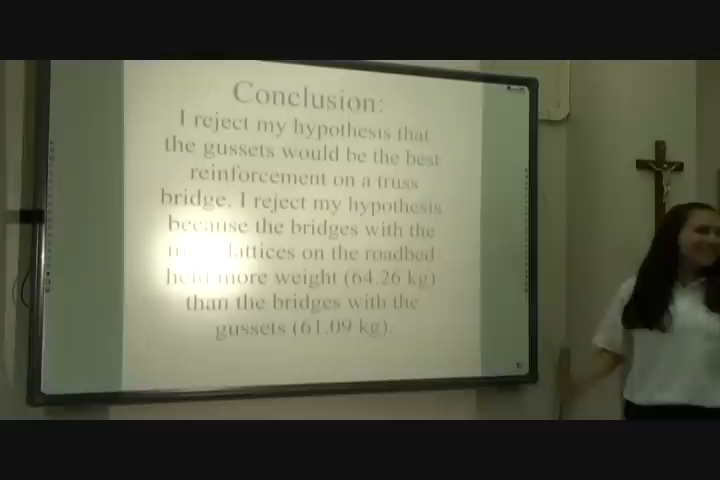 Conclusion:
I reject my hypothesis that
the gussets would be the best
reinforcement on a truss
bridge. I reject my hypothesis
because the bridges with the
lattices on the roadbed
held more weight (64.26 kg)
than the bridges with the
gussets (61.09 kg).